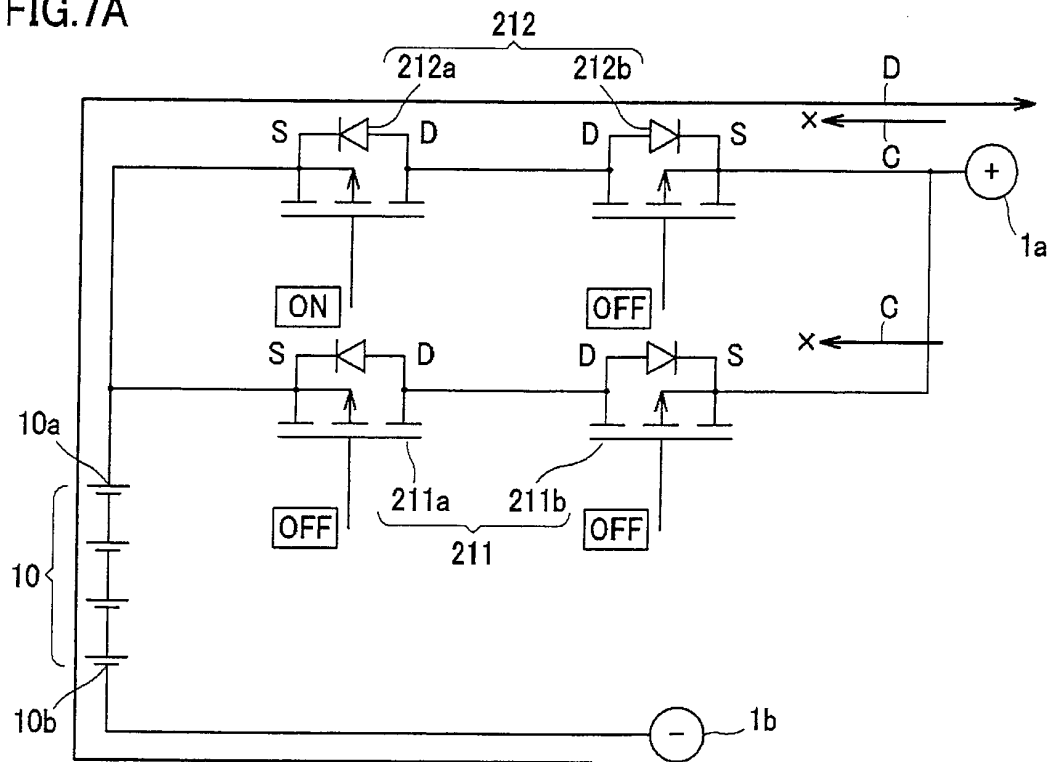 FIG.7A
212
212a 212b
D
S D D S
X
C
+
1a
ON OFF
C
X
S D D S
10a
211a 211b
OFF OFF
211
10
10b
-
1b